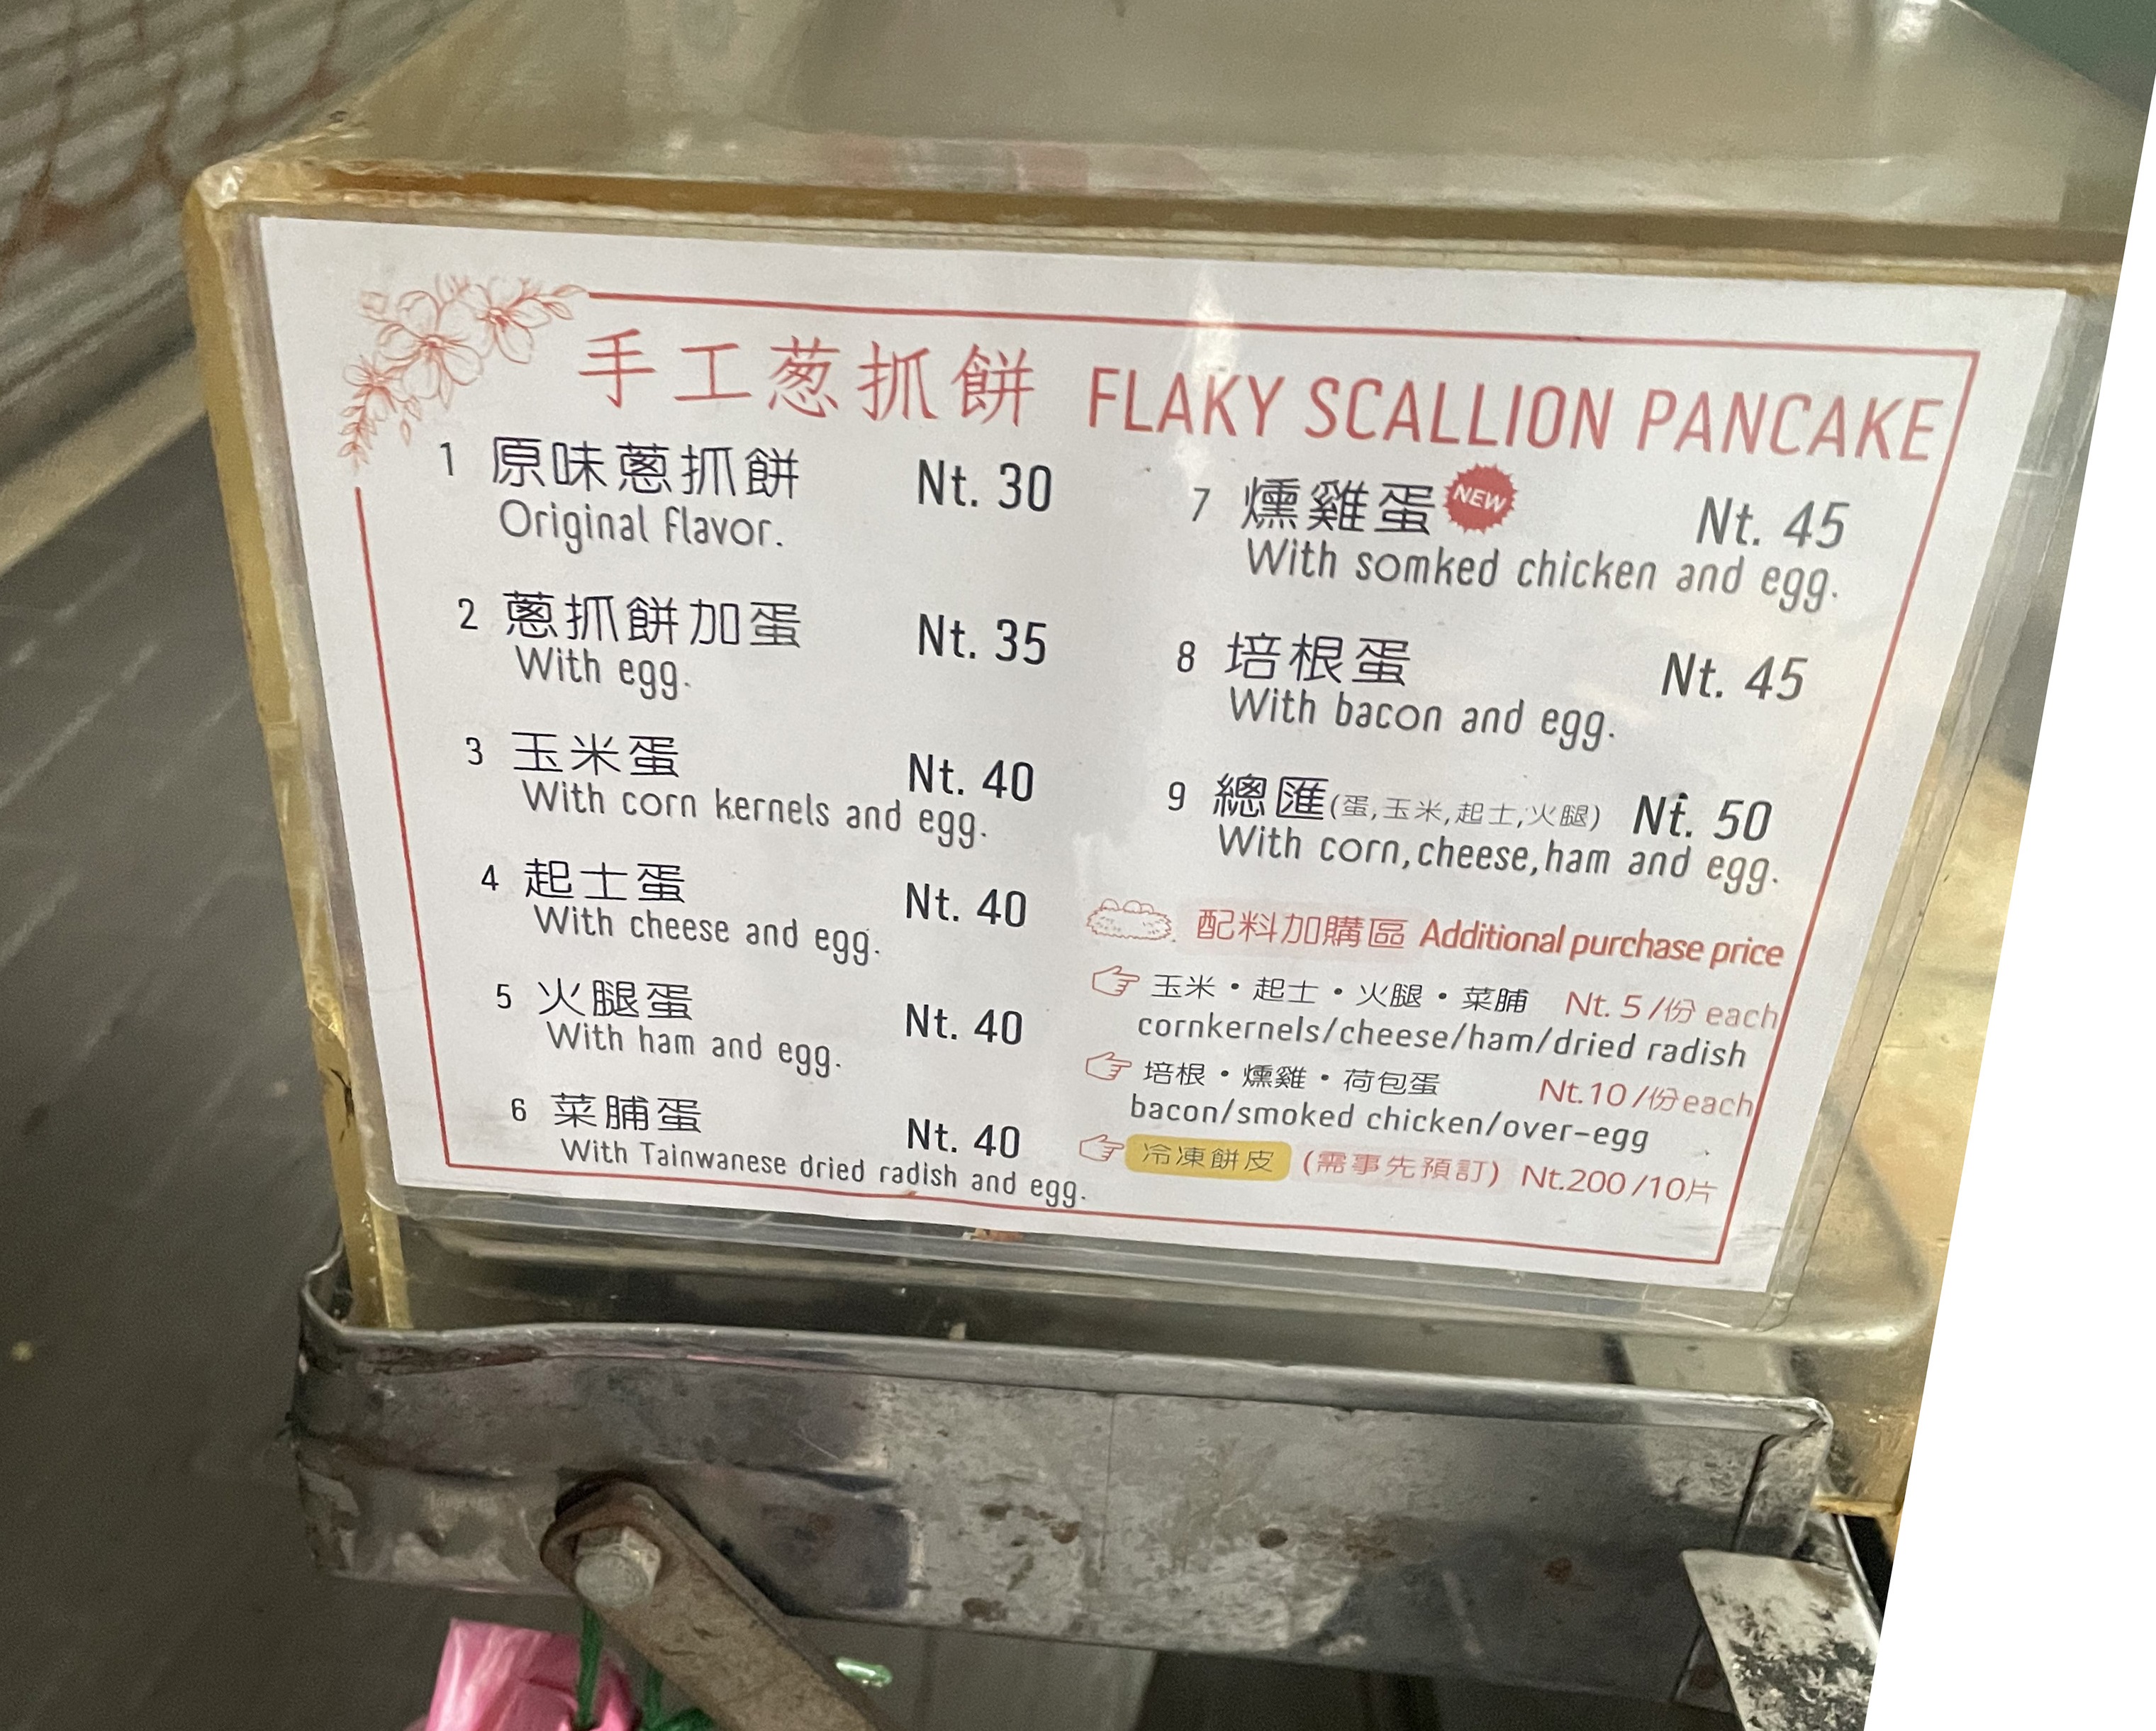 手工葱抓餅 FLAKY SCALLION PANCAKE
1 原味蔥抓餅 Nt. 30
Original flavor.
2 蔥抓餅加蛋 Nt. 35
With egg.
3 玉米蛋 Nt. 40
With corn kernels and egg.
4 起士蛋 Nt. 40
With cheese and egg.
5 火腿蛋 Nt. 40
With ham and egg.
6 菜脯蛋 Nt. 40
With Tainwanese dried radish and egg.
7 燻雞蛋 NEW Nt. 45
With somked chicken and egg.
8 培根蛋 Nt. 45
With bacon and egg.
9 總匯(蛋,玉米,起士,火腿) Nt. 50
With corn,cheese,ham and egg.
配料加購區 Additional purchase price
玉米・起士・火腿・菜脯 Nt. 5/份 each
cornkernels/cheese/ham/dried radish
培根・燻雞・荷包蛋 Nt.10/份each
bacon/smoked chicken/over-egg
冷凍餅皮 (需事先預訂) Nt.200/10片